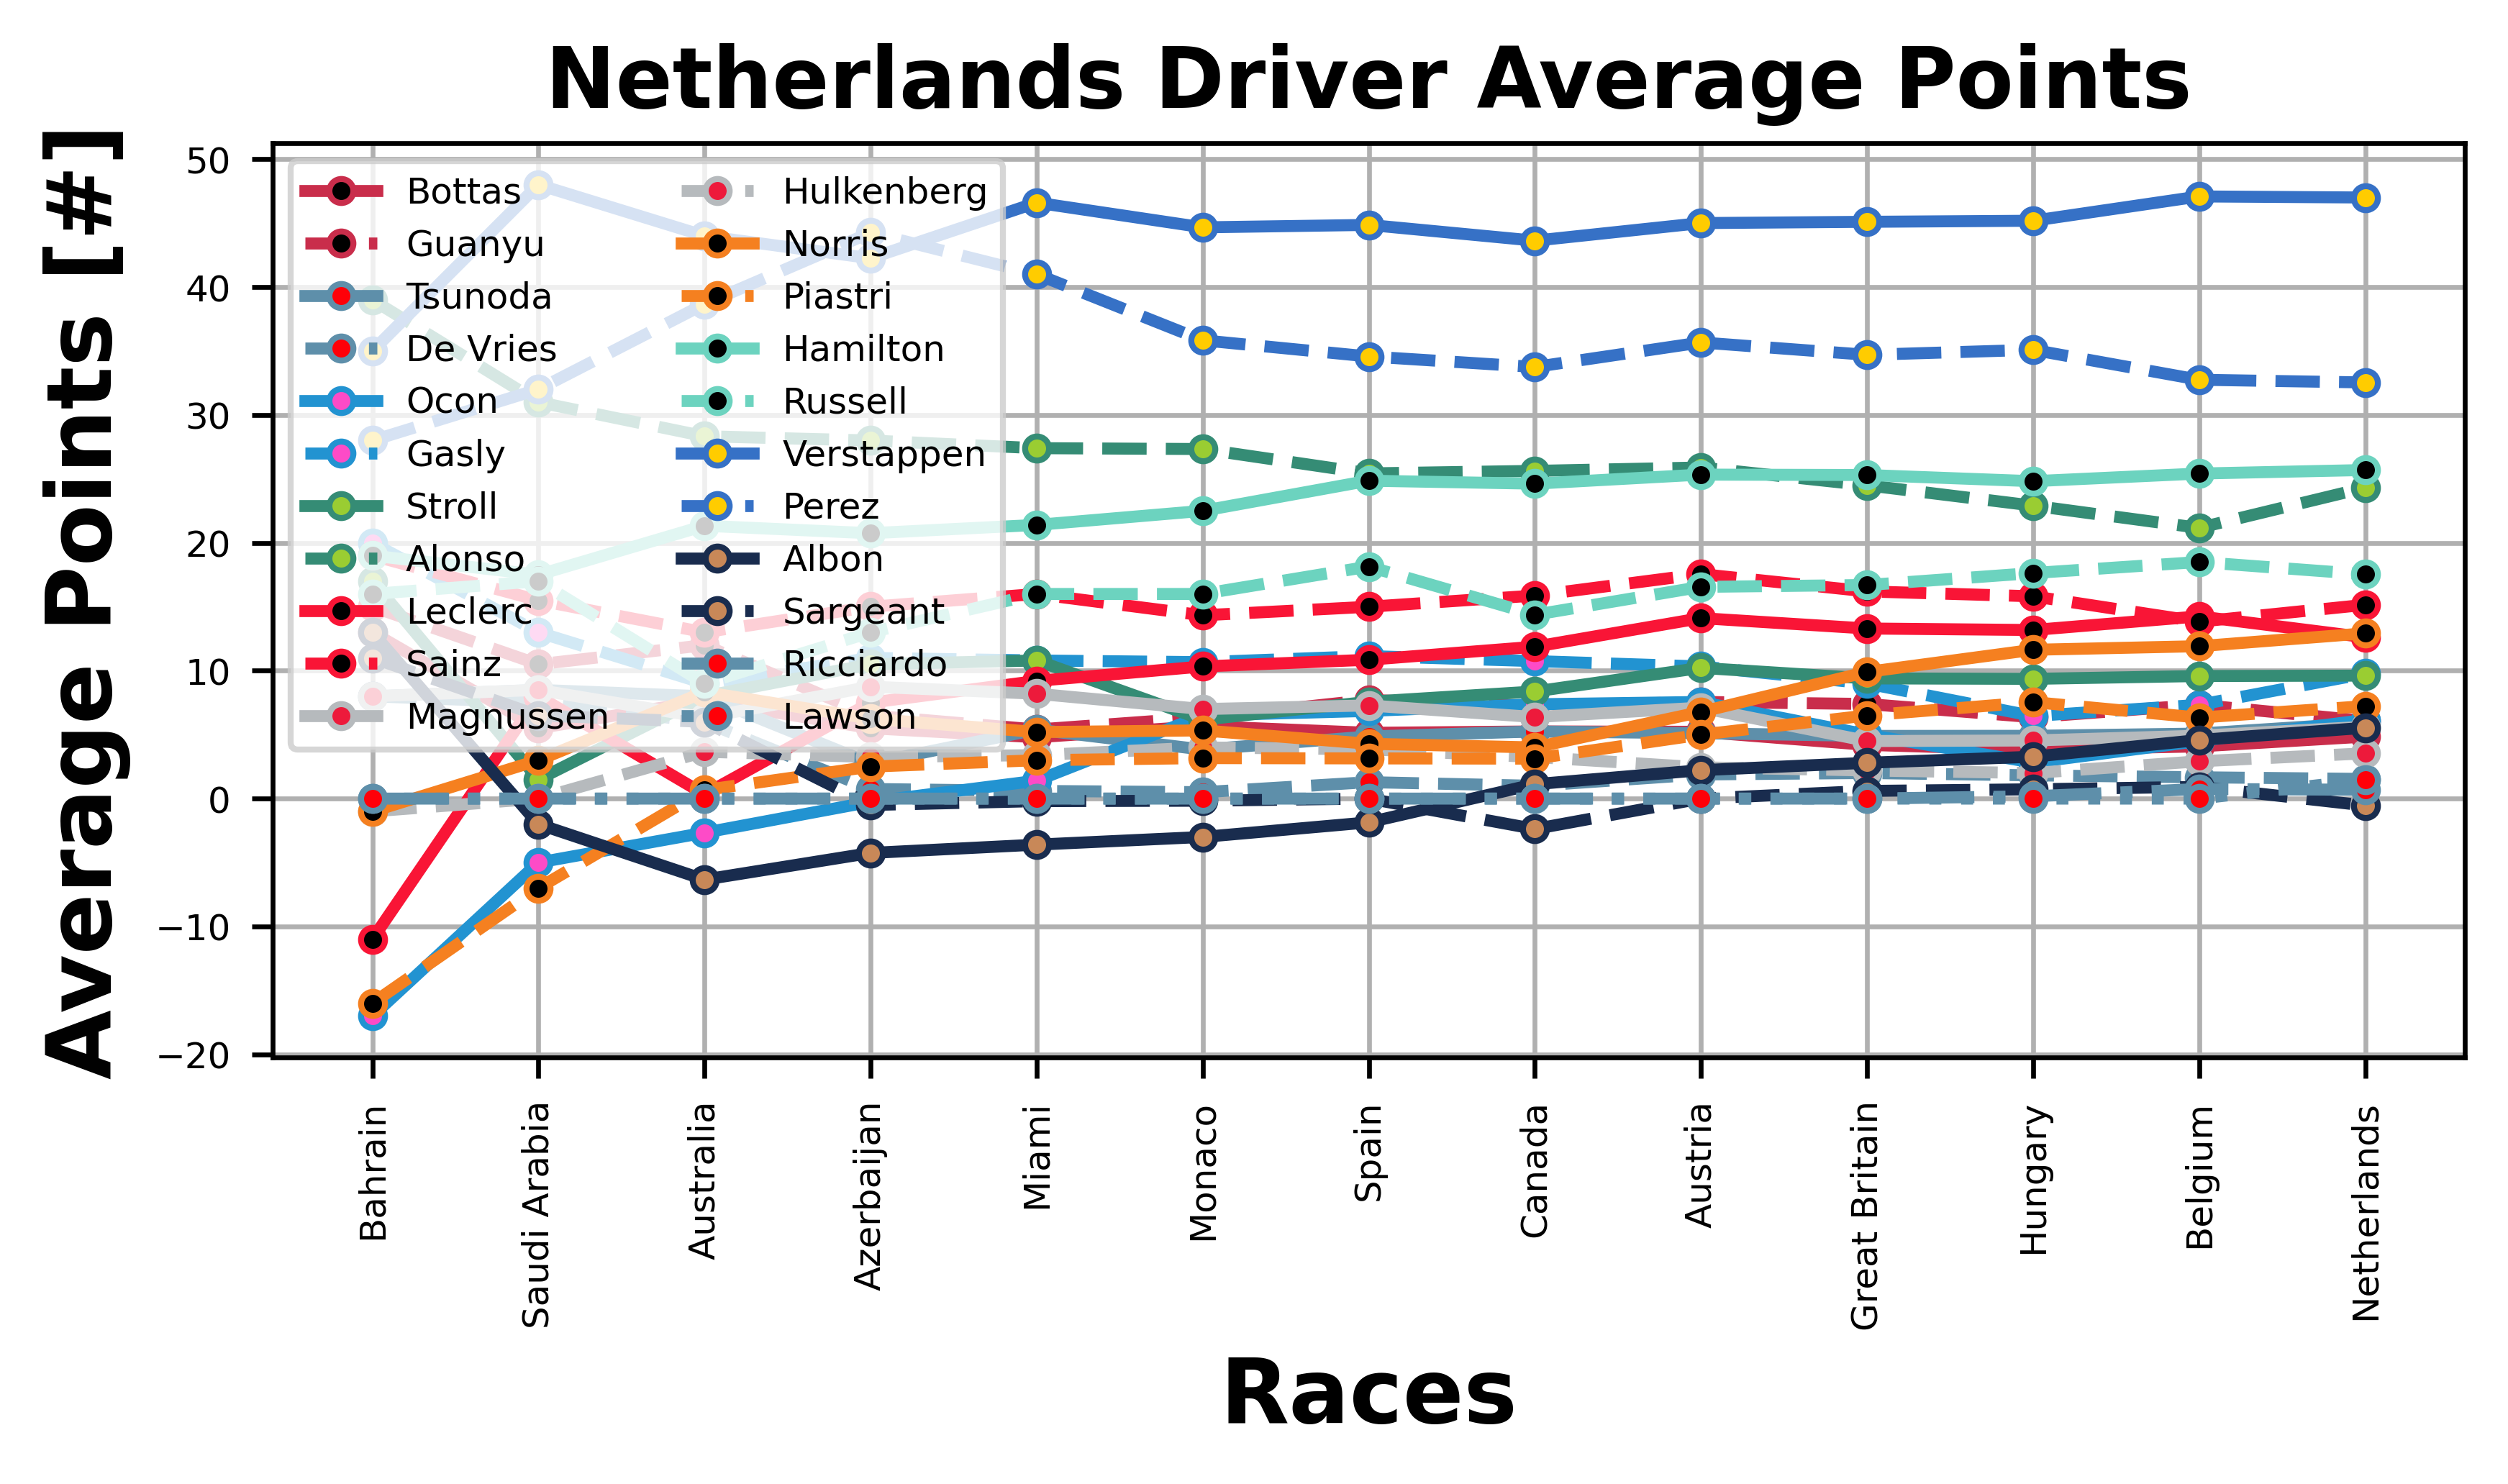 Netherlands Driver Average Points
Average Points [#]
50
40
30
20
10
0
−10
−20
Bottas
Guanyu
Tsunoda
De Vries
Ocon
Gasly
Stroll
Alonso
Leclerc
Sainz
Magnussen
Hulkenberg
Norris
Piastri
Hamilton
Russell
Verstappen
Perez
Albon
Sargeant
Ricciardo
Lawson
Bahrain
Saudi Arabia
Australia
Azerbaijan
Miami
Monaco
Spain
Canada
Austria
Great Britain
Hungary
Belgium
Netherlands
Races